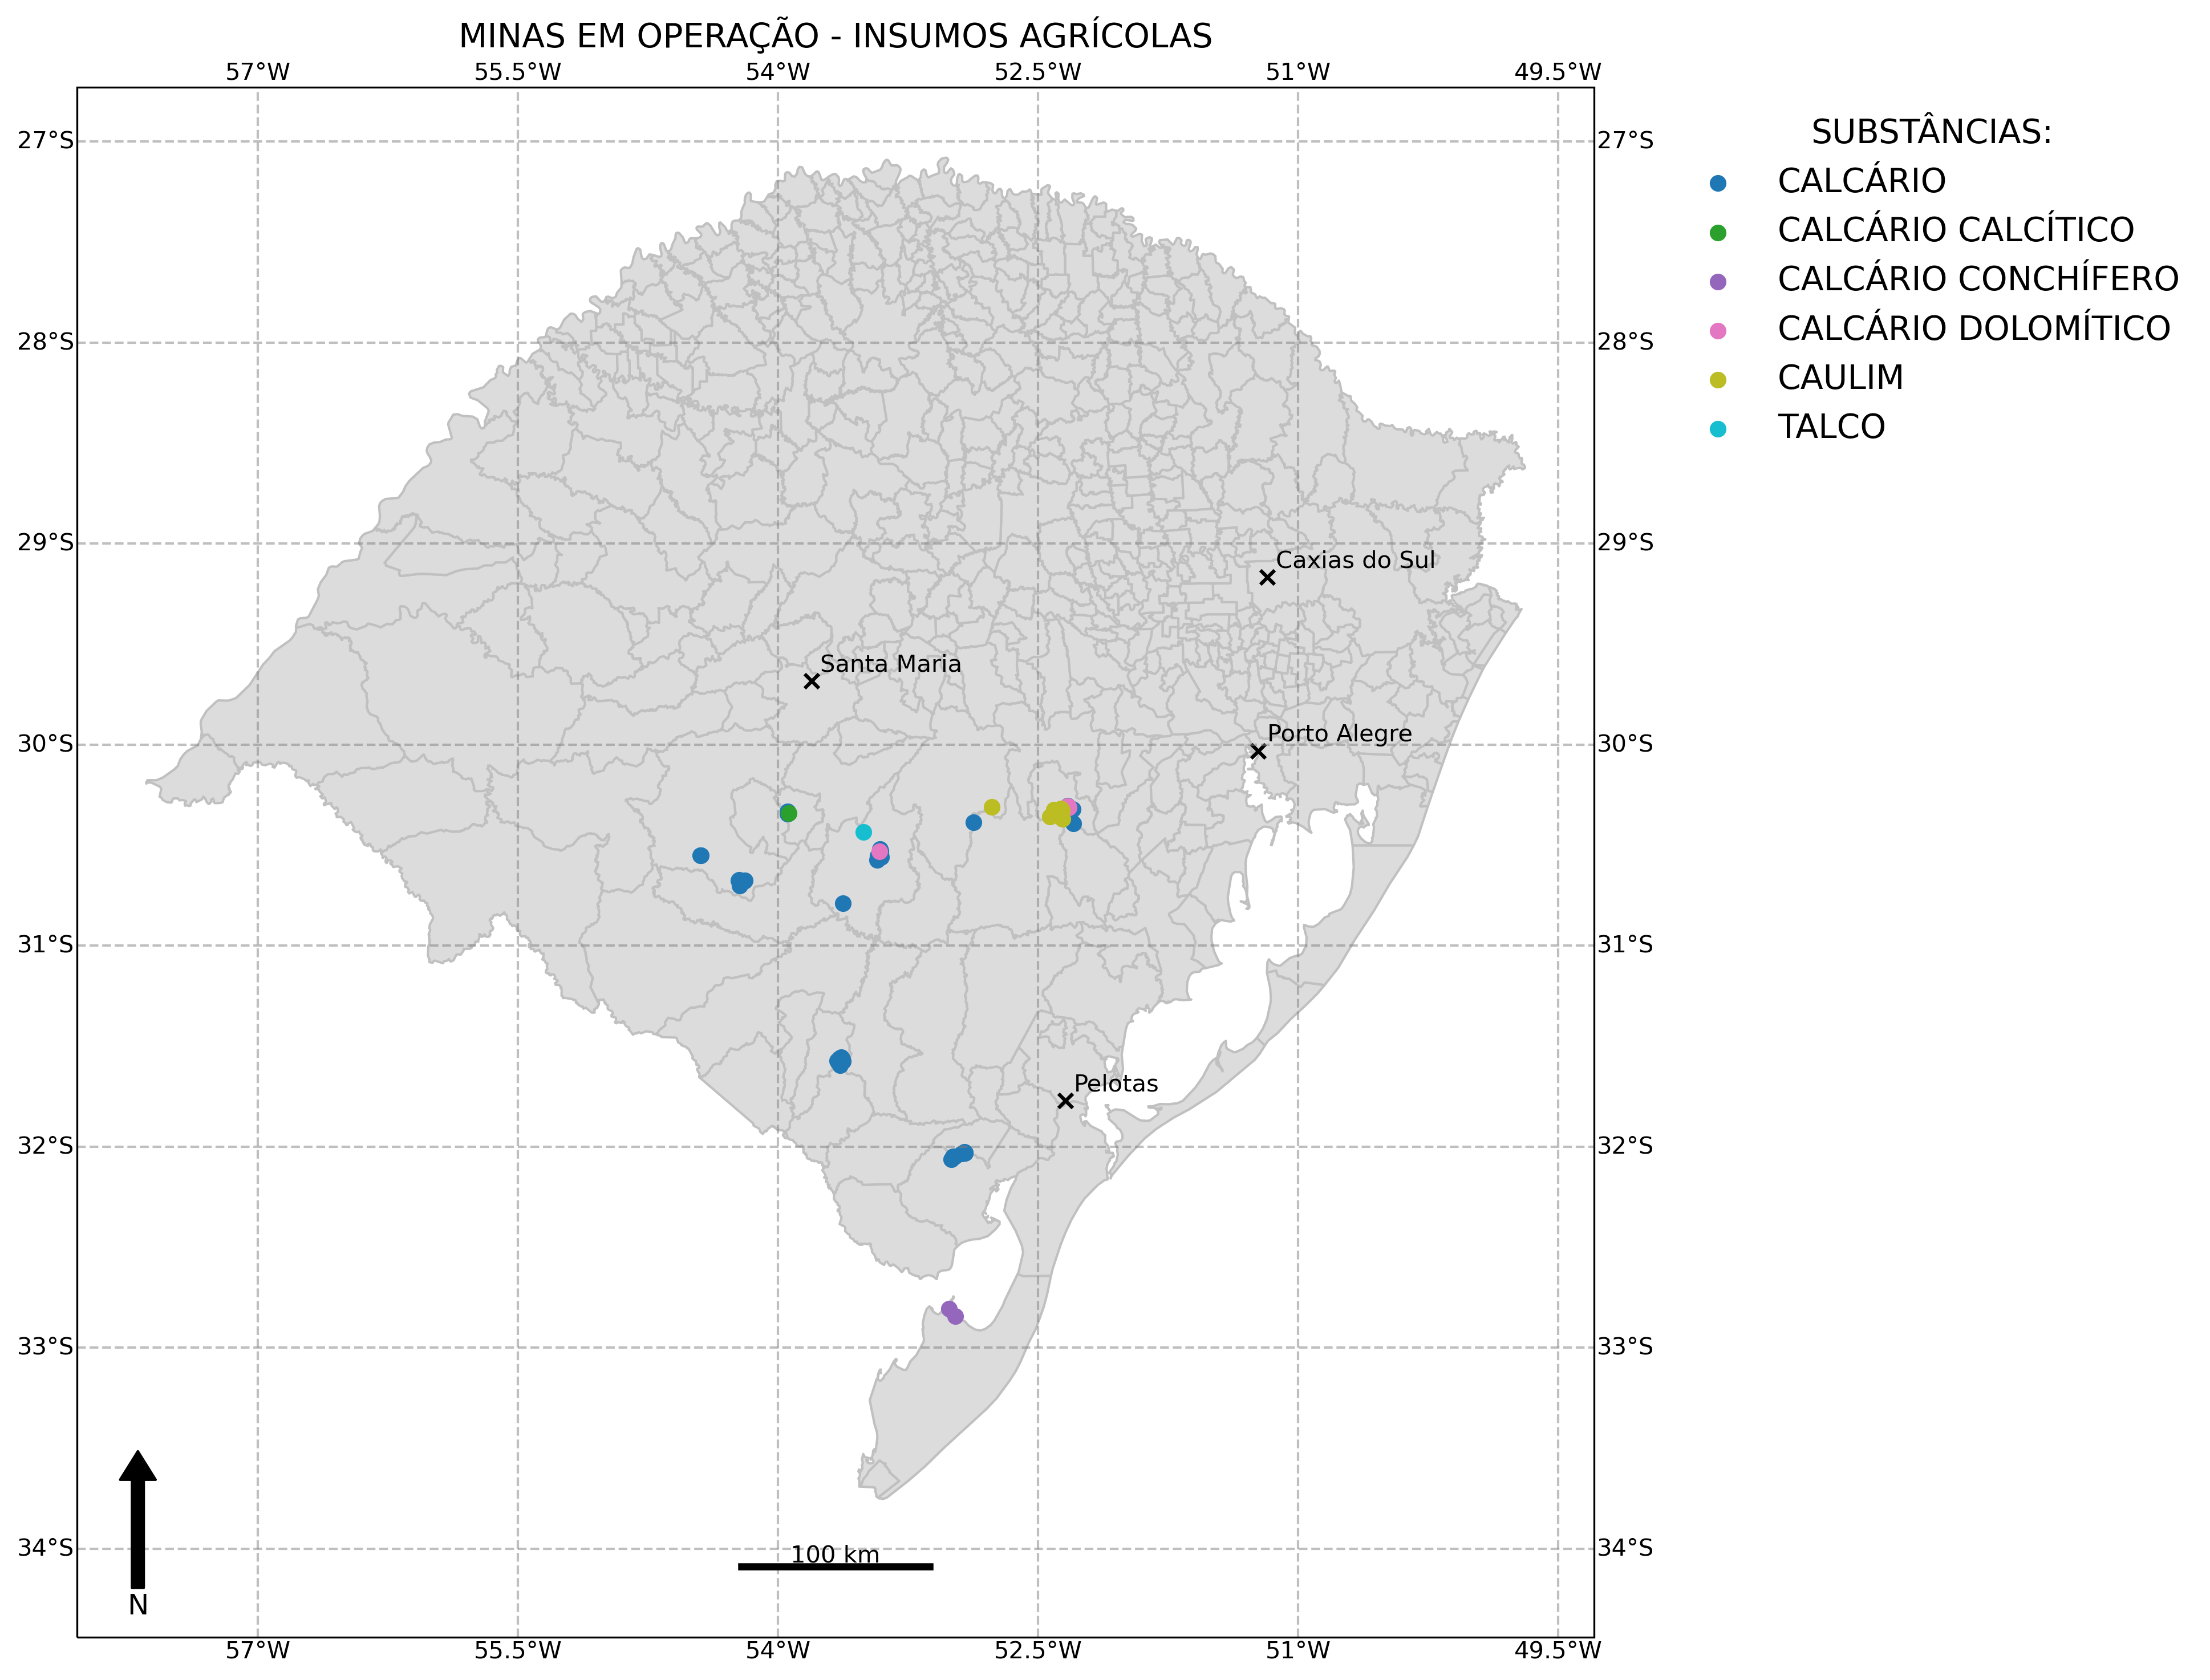 MINAS EM OPERAÇÃO - INSUMOS AGRÍCOLAS
57°W 55.5°W 54°W 52.5°W 51°W 49.5°W
SUBSTÂNCIAS:
CALCÁRIO
CALCÁRIO CALCÍTICO
CALCÁRIO CONCHÍFERO
CALCÁRIO DOLOMÍTICO
CAULIM
TALCO
27°S 27°S
28°S 28°S
29°S 29°S
Caxias do Sul
Santa Maria
Porto Alegre
30°S 30°S
31°S 31°S
Pelotas
32°S 32°S
33°S 33°S
34°S 34°S
100 km
N
57°W 55.5°W 54°W 52.5°W 51°W 49.5°W